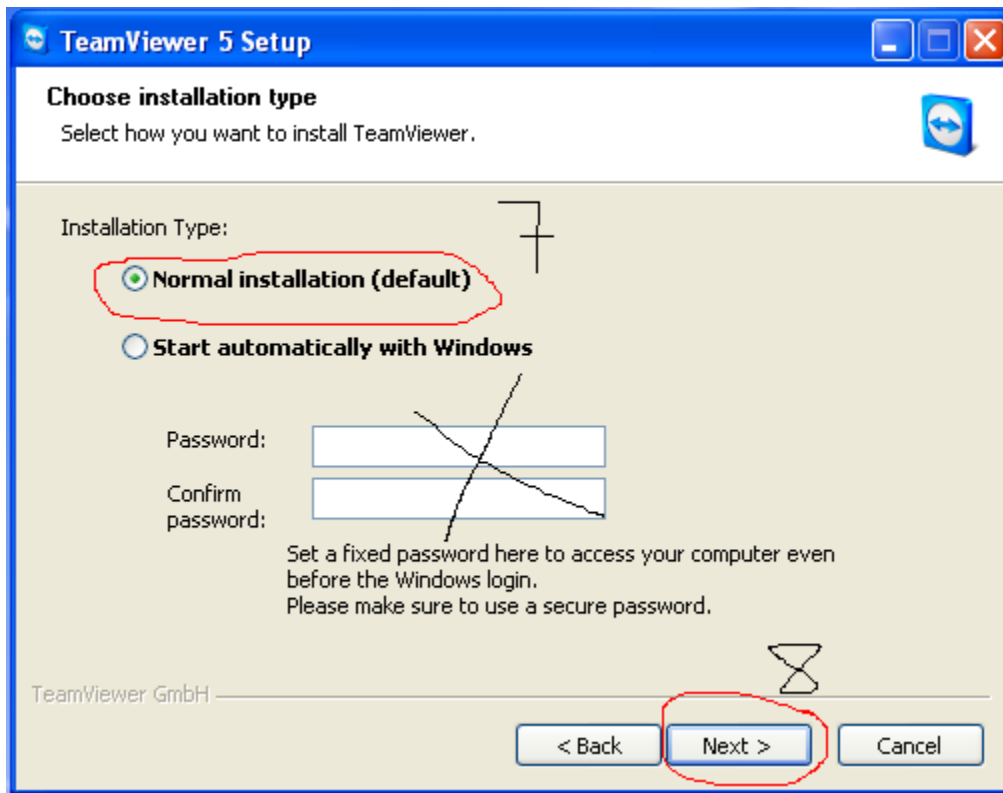 TeamViewer 5 Setup
Choose installation type
Select how you want to install TeamViewer.
7
Installation Type:
Normal installation (default)
Start automatically with Windows
Password:
Confirm
password:
Set a fixed password here to access your computer even
before the Windows login.
Please make sure to use a secure password.
8
TeamViewer GmbH
< Back Next > Cancel